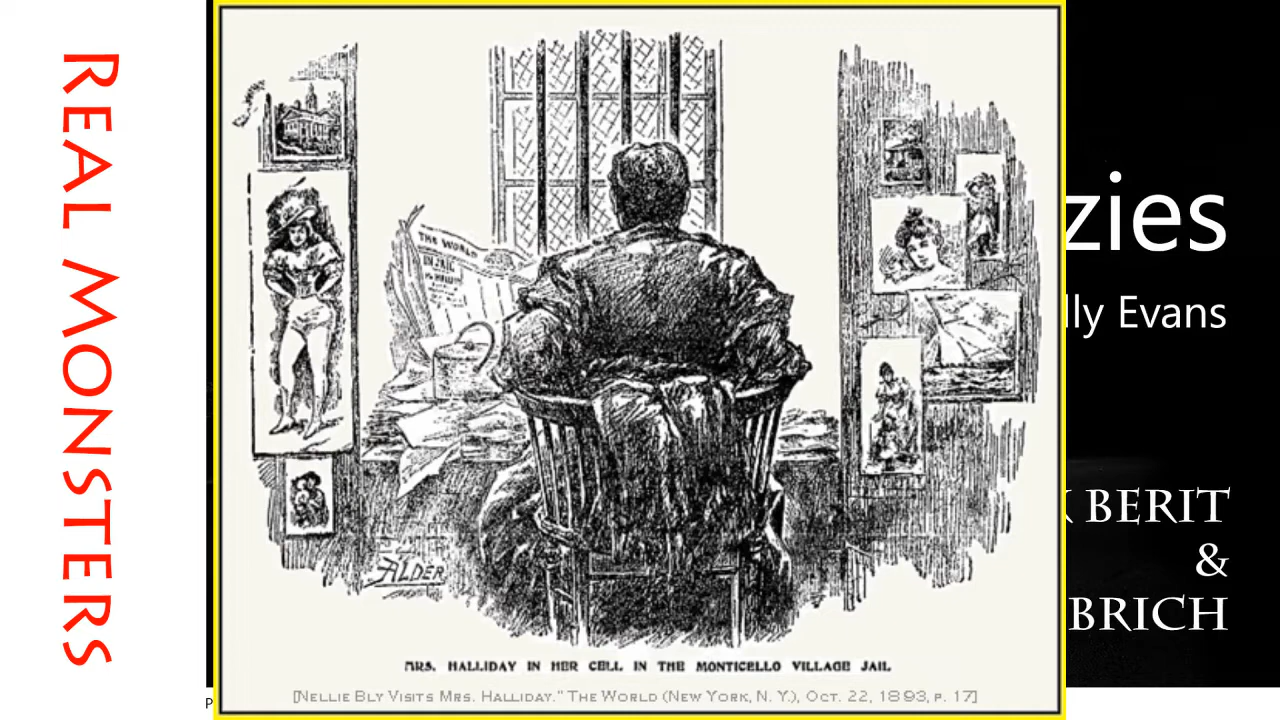 REAL MONSTERS
THE WORLD
ALDER
MRS. HALLIDAY IN HER CELL IN THE MONTICELLO VILLAGE JAIL.
[NELLIE BLY VISITS MRS. HALLIDAY." THE WORLD (NEW YORK, N. Y.), OCT. 22, 1893, P. 17]
zies
lly Evans
K BERIT
&
BRICH
P